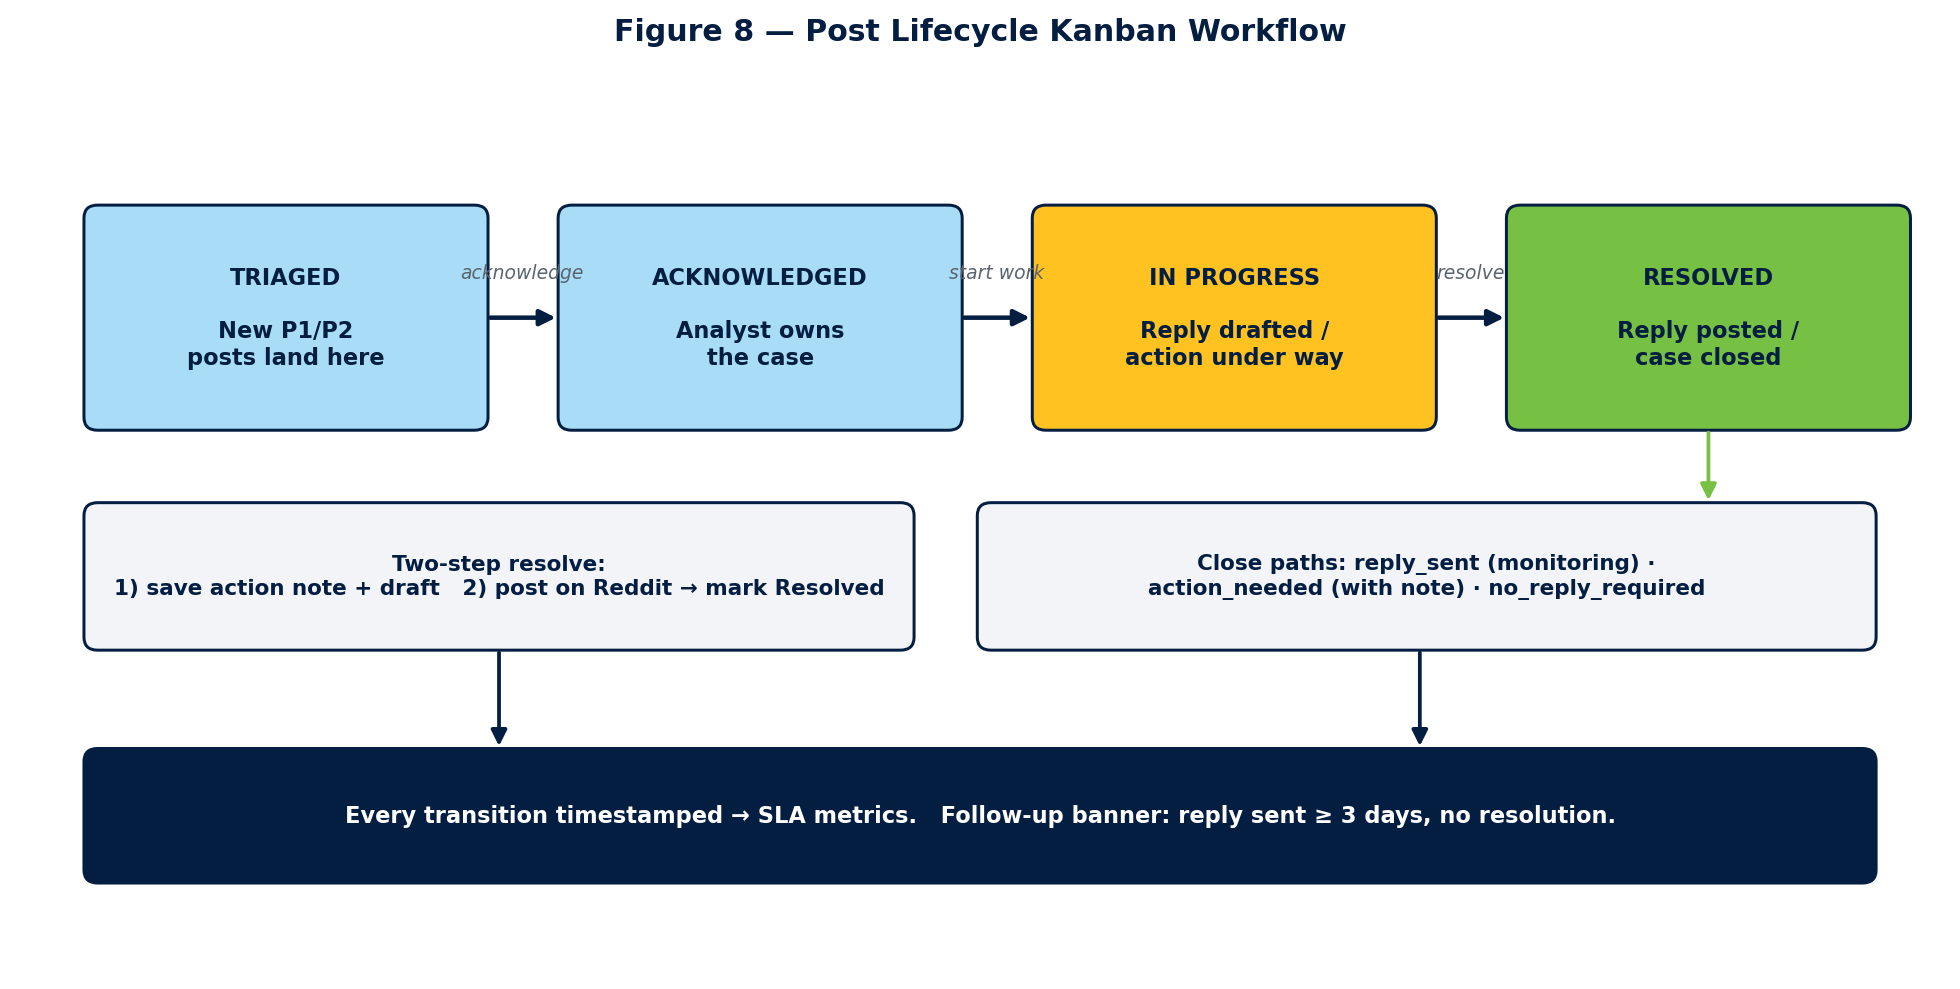 Figure 8 — Post Lifecycle Kanban Workflow
TRIAGED
New P1/P2
posts land here
acknowledge
ACKNOWLEDGED
Analyst owns
the case
start work
IN PROGRESS
Reply drafted /
action under way
resolve
RESOLVED
Reply posted /
case closed
Two-step resolve:
1) save action note + draft   2) post on Reddit → mark Resolved
Close paths: reply_sent (monitoring) ·
action_needed (with note) · no_reply_required
Every transition timestamped → SLA metrics.   Follow-up banner: reply sent ≥ 3 days, no resolution.